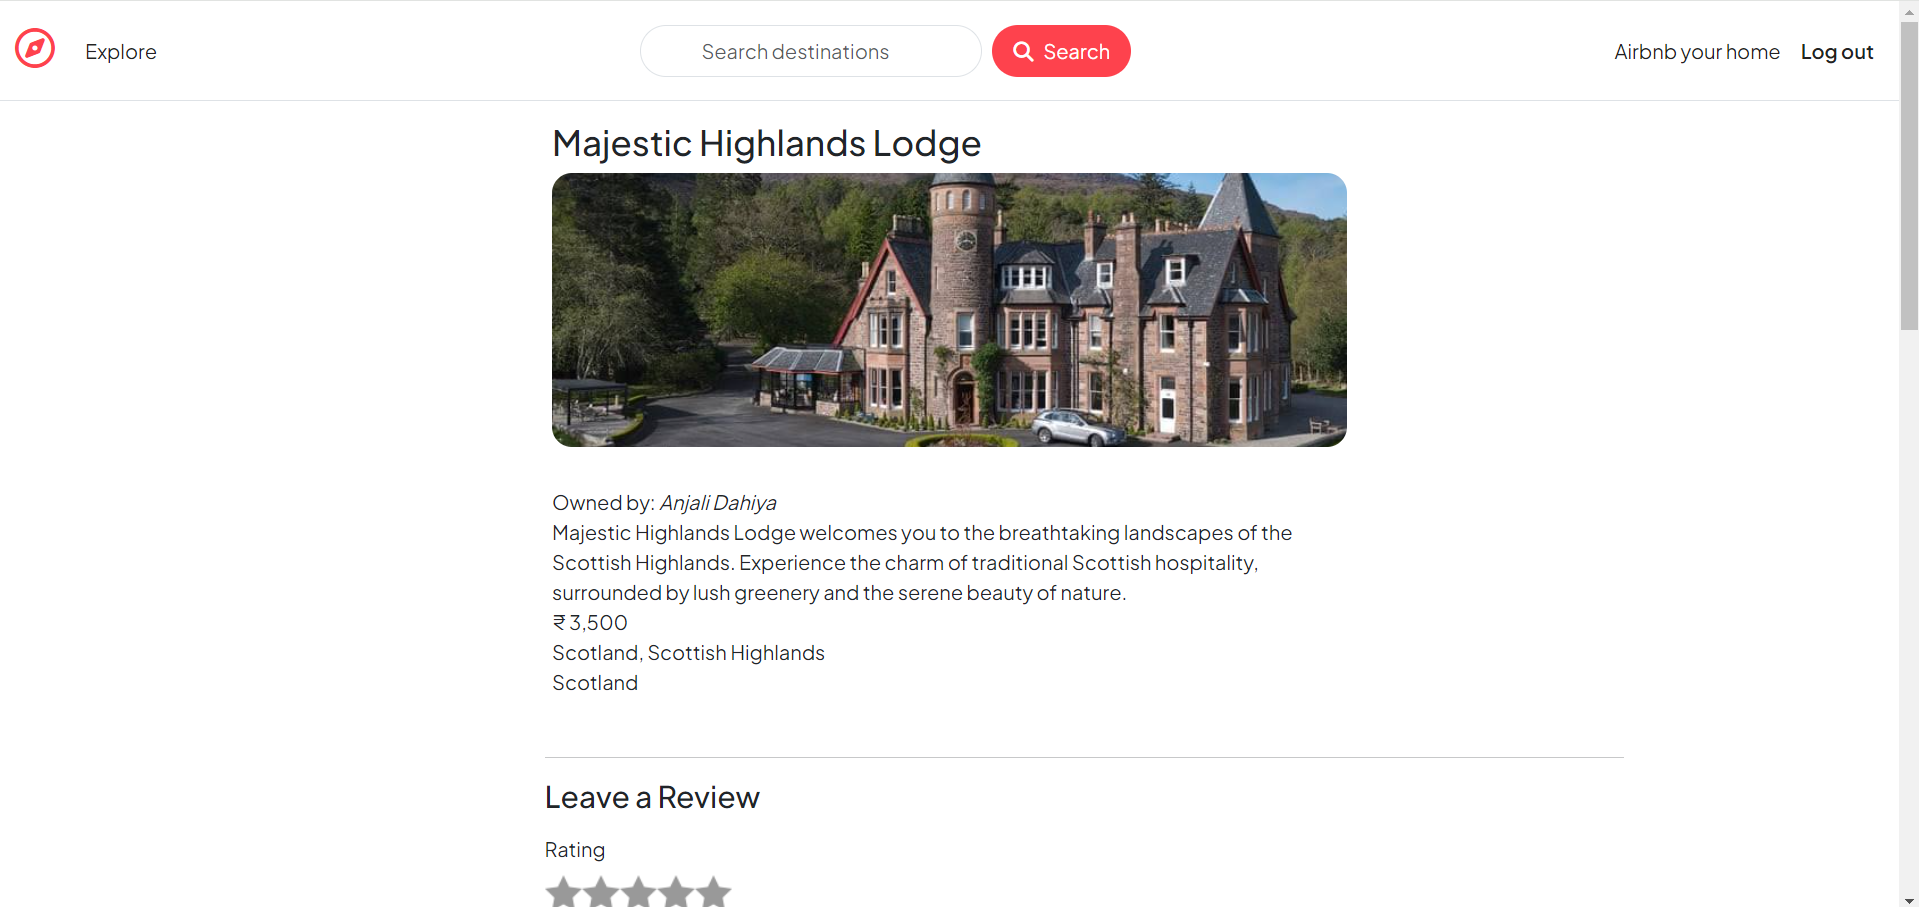 Explore
Search destinations
Search
Airbnb your home
Log out
Majestic Highlands Lodge
Owned by: Anjali Dahiya
Majestic Highlands Lodge welcomes you to the breathtaking landscapes of the
Scottish Highlands. Experience the charm of traditional Scottish hospitality,
surrounded by lush greenery and the serene beauty of nature.
₹ 3,500
Scotland, Scottish Highlands
Scotland
Leave a Review
Rating